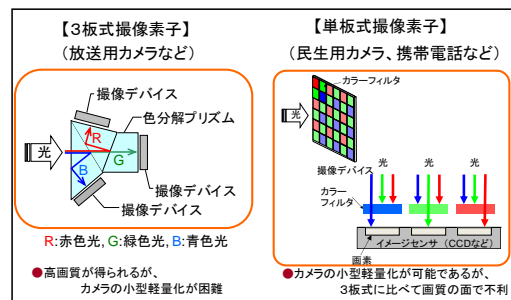 【3板式撮像素子】
(放送用カメラなど)
撮像デバイス
色分解プリズム
光
R
G
B
撮像デバイス
撮像デバイス
R:赤色光, G:緑色光, B:青色光
●高画質が得られるが、
カメラの小型軽量化が困難
【単板式撮像素子】
(民生用カメラ、携帯電話など)
カラーフィルタ
光
撮像デバイス
光 光 光
カラー
フィルタ
イメージセンサ (CCDなど)
画素
●カメラの小型軽量化が可能であるが、
3板式に比べて画質の面で不利